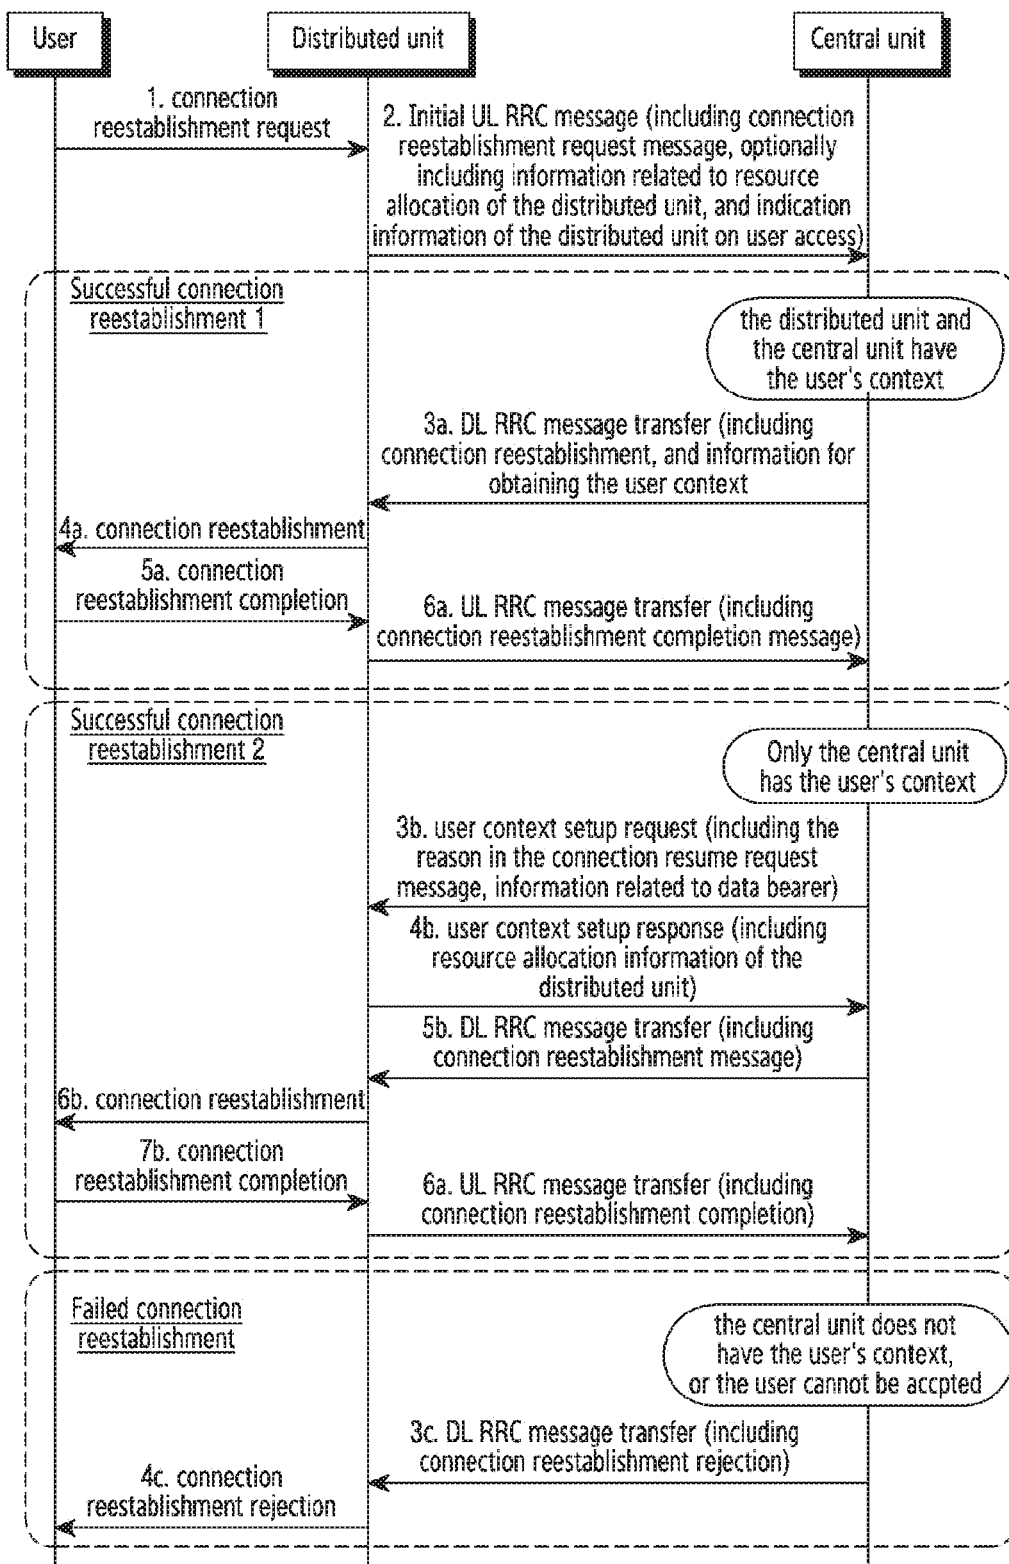 User
Distributed unit
Central unit
1. connection
reestablishment request
2. Initial UL RRC message (including connection
reestablishment request message, optionally
including information related to resource
allocation of the distributed unit, and indication
information of the distributed unit on user access)
Successful connection
reestablishment 1
the distributed unit and
the central unit have
the user's context
3a. DL RRC message transfer (including
connection reestablishment, and information for
obtaining the user context
4a. connection reestablishment
5a. connection
reestablishment completion
6a. UL RRC message transfer (including
connection reestablishment completion message)
Successful connection
reestablishment 2
Only the central unit
has the user's context
3b. user context setup request (including the
reason in the connection resume request
message, information related to data bearer)
4b. user context setup response (including
resource allocation information of the
distributed unit)
5b. DL RRC message transfer (including
connection reestablishment message)
6b. connection reestablishment
7b. connection
reestablishment completion
6a. UL RRC message transfer (including
connection reestablishment completion)
Failed connection
reestablishment
the central unit does not
have the user's context,
or the user cannot be accpted
3c. DL RRC message transfer (including
connection reestablishment rejection)
4c. connection
reestablishment rejection